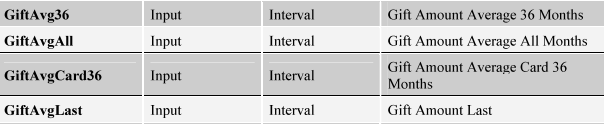 GiftAvg36 Input Interval Gift Amount Average 36 Months
GiftAvgAll Input Interval Gift Amount Average All Months
GiftAvgCard36 Input Interval Gift Amount Average Card 36
Months
GiftAvgLast Input Interval Gift Amount Last